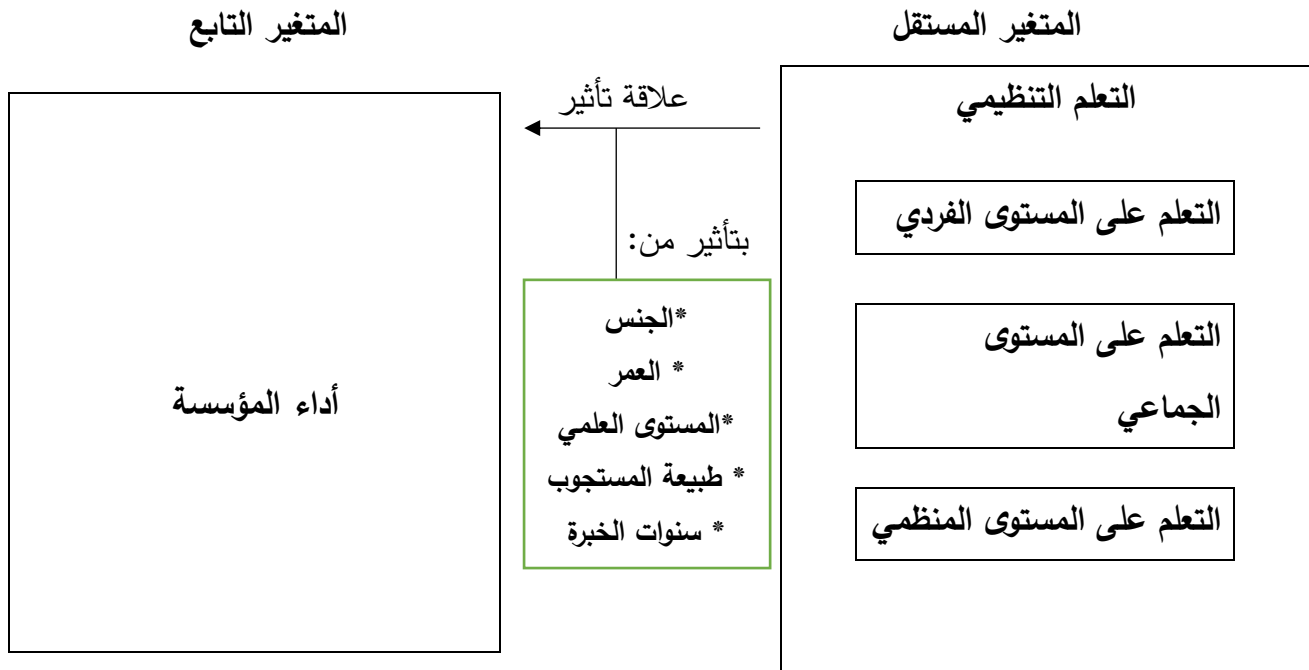 المتغير المستقل
المتغير التابع
التعلم التنظيمي
التعلم على المستوى الفردي
التعلم على المستوى
الجماعي
التعلم على المستوى المنظمي
علاقة تأثير
بتأثير من:
*الجنس
* العمر
*المستوى العلمي
* طبيعة المستجوب
* سنوات الخبرة
أداء المؤسسة